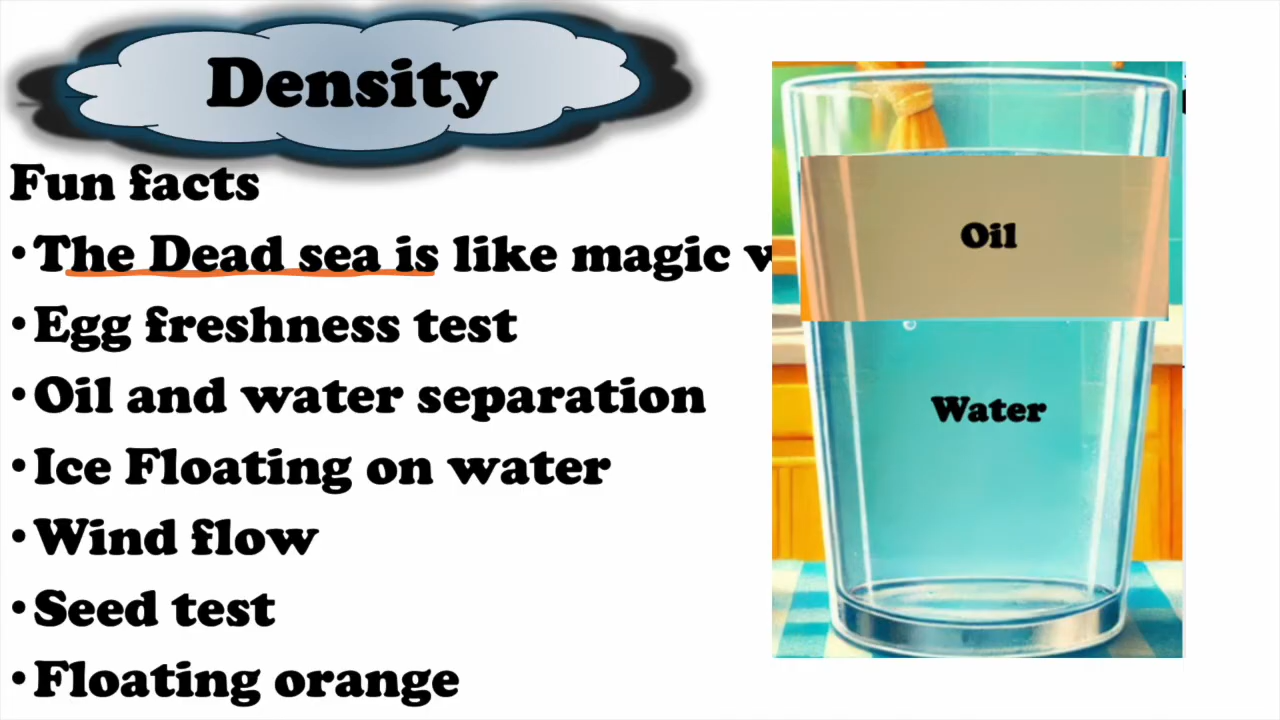 Density
Fun facts
•The Dead sea is like magic
•Egg freshness test
•Oil and water separation
•Ice Floating on water
•Wind flow
•Seed test
•Floating orange
Oil
Water